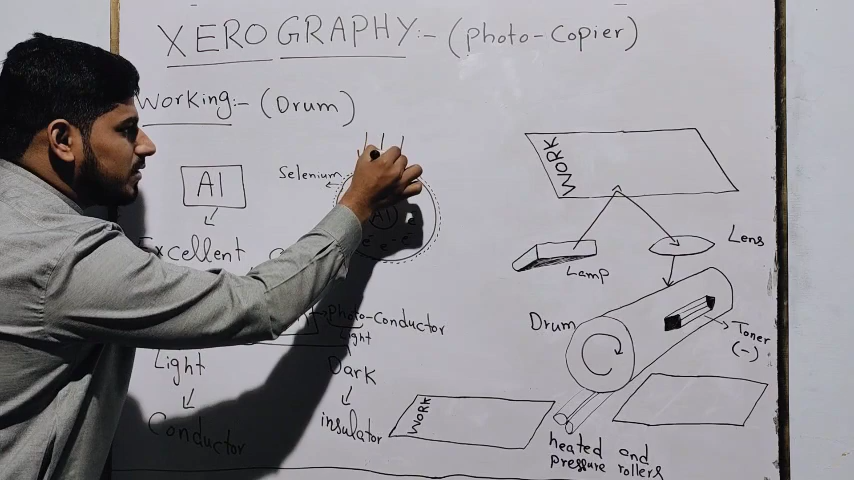 XEROGRAPHY:- (Photo-Copier)
Working:- (Drum)
Al
Selenium
Al
e
e- e- e-
Excellent
Photo-Conductor
Light
Light
Dark
Conductor
insulator
WORK
Lamp
Lens
Drum
Toner
(-)
WORK
heated and
pressure rollers